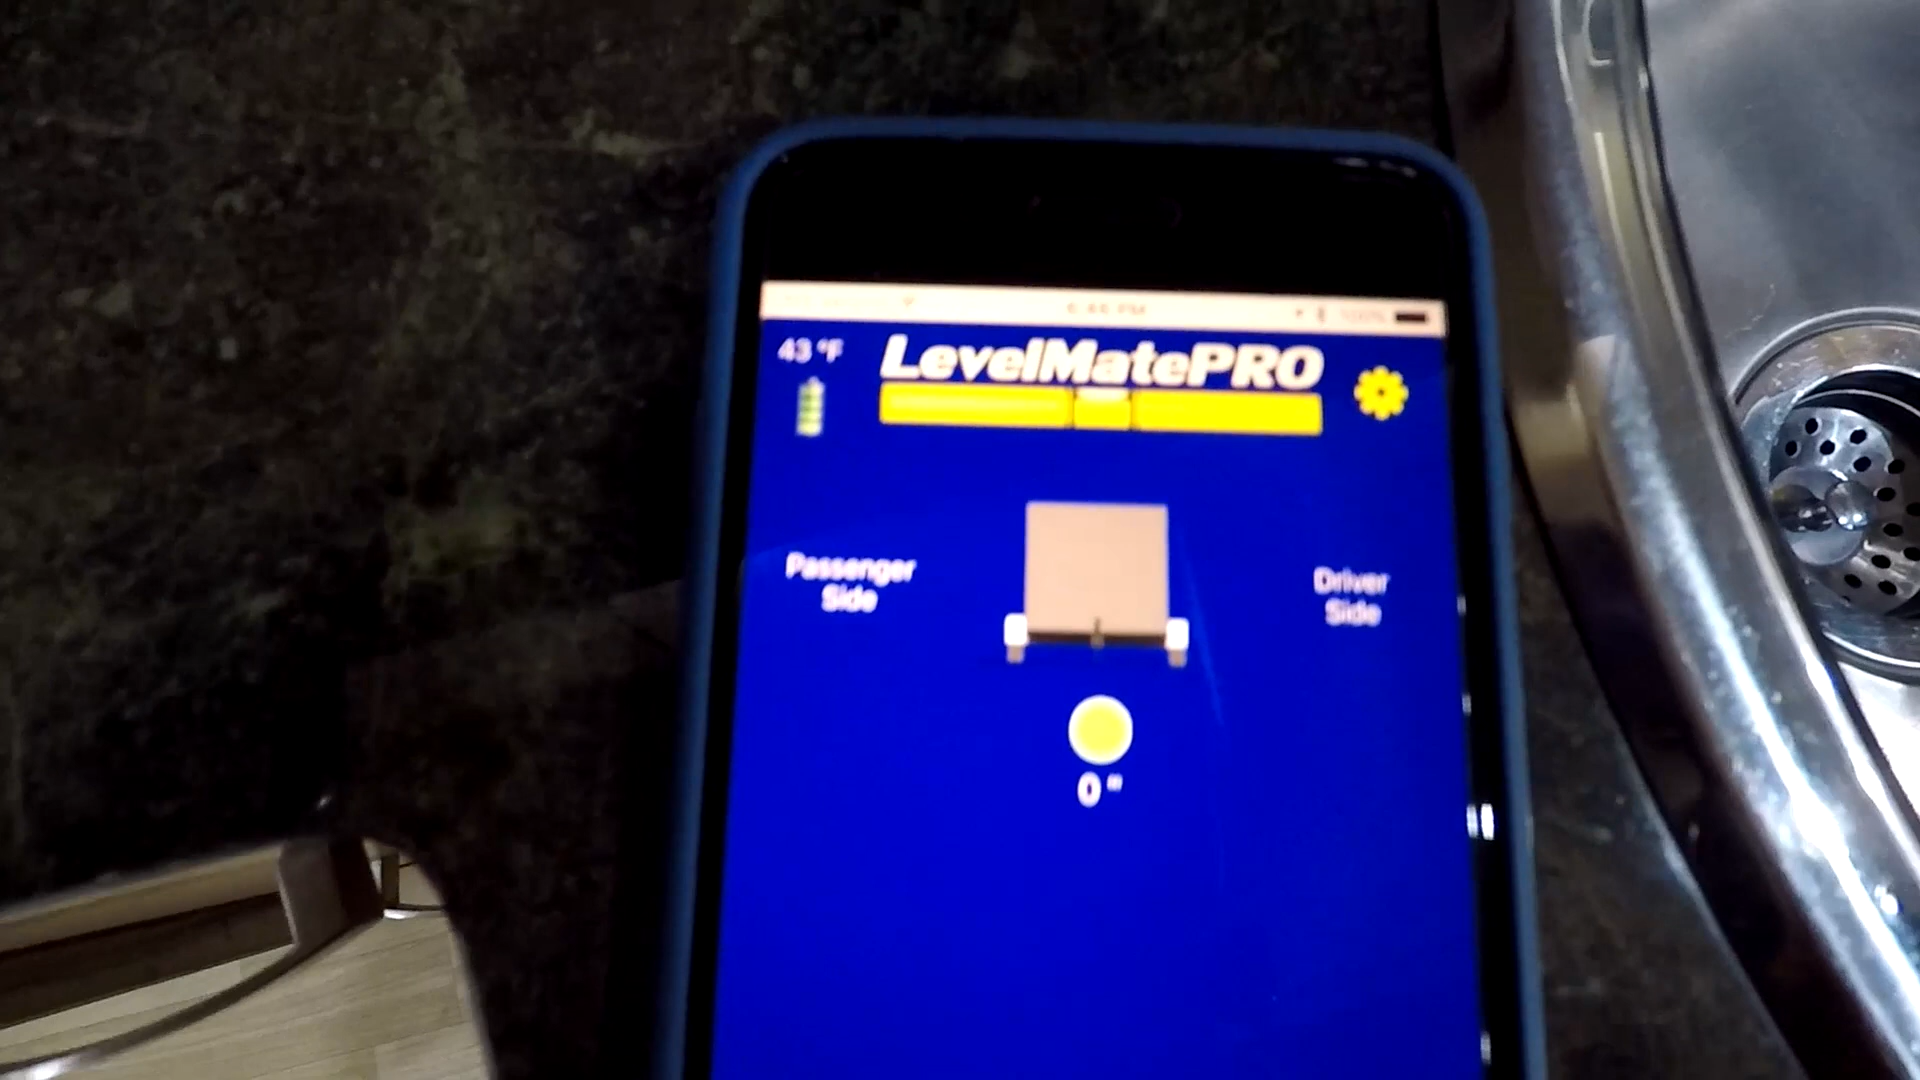 43 °F
LevelMatePRO
Passenger
Side
Driver
Side
0 "